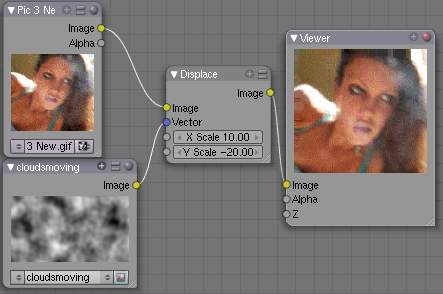 Pic 3 Ne
Image
Alpha
3 New.gif
cloudsmoving
Image
cloudsmoving
Displace
Image
Image
Vector
X Scale 10.00
Y Scale -20.00
Viewer
Image
Alpha
Z